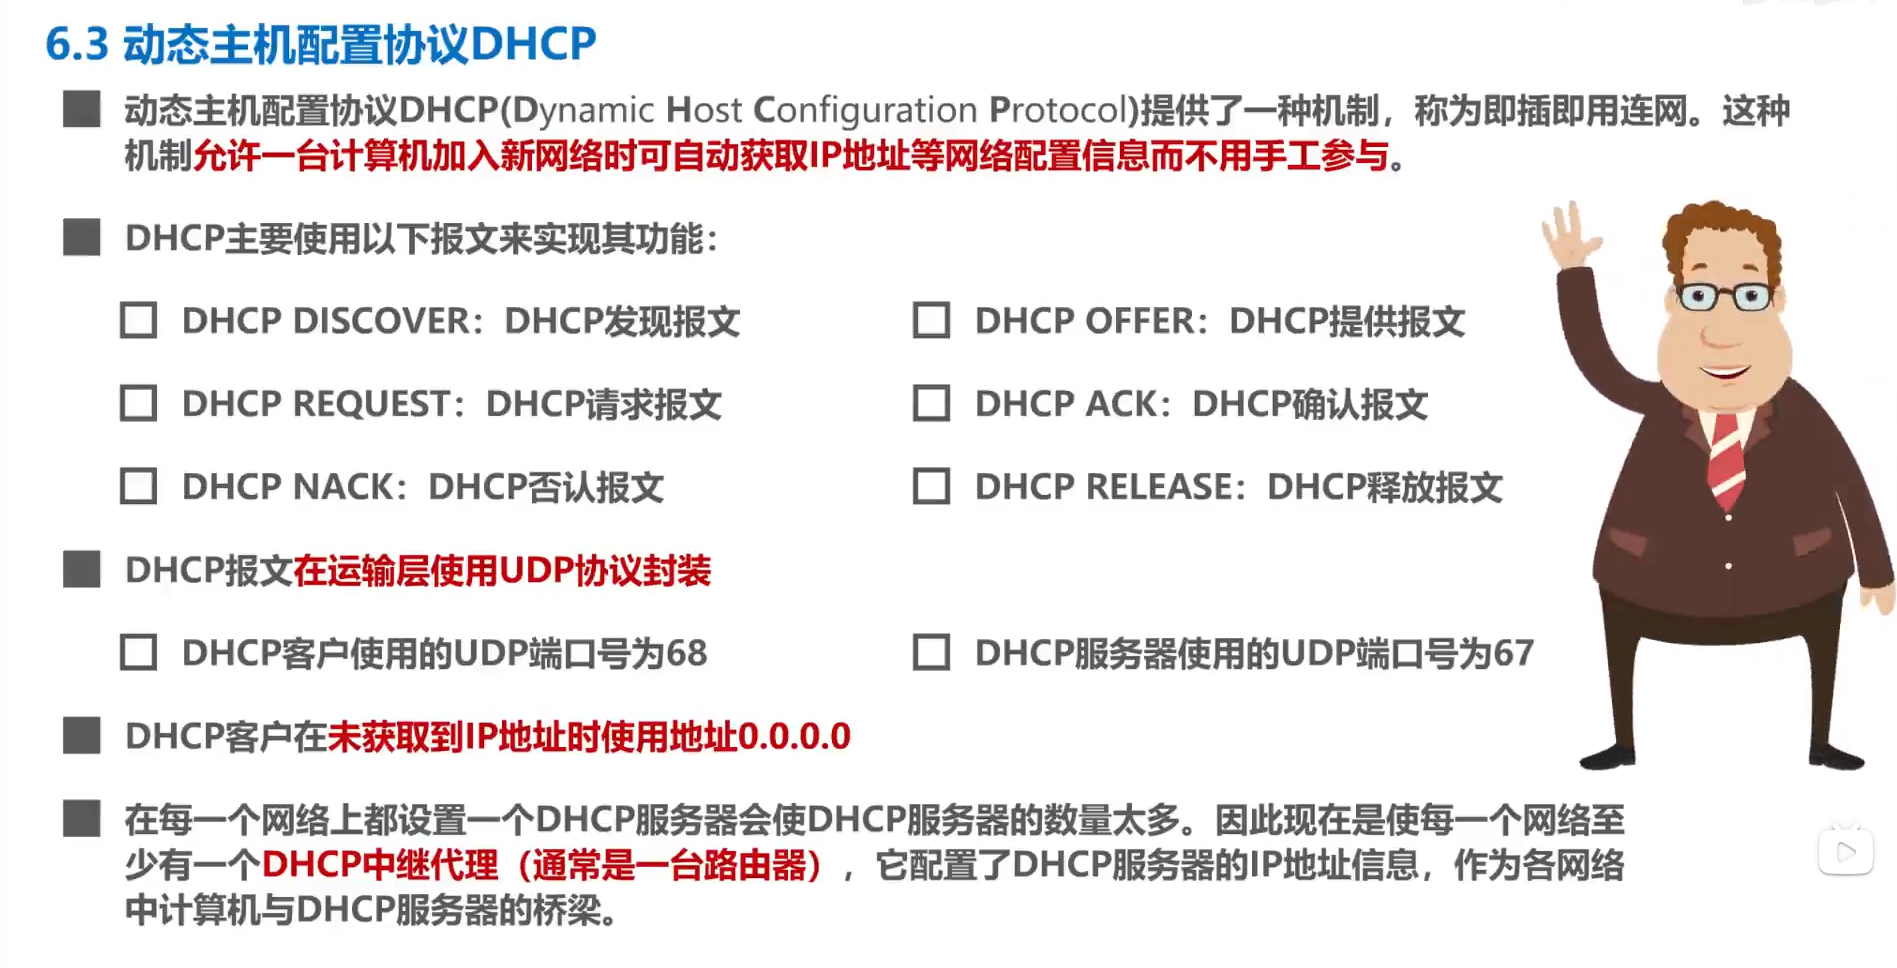 6.3 动态主机配置协议DHCP
动态主机配置协议DHCP(Dynamic Host Configuration Protocol)提供了一种机制，称为即插即用连网。这种
机制允许一台计算机加入新网络时可自动获取IP地址等网络配置信息而不用手工参与。
DHCP主要使用以下报文来实现其功能：
DHCP DISCOVER：DHCP发现报文
DHCP OFFER：DHCP提供报文
DHCP REQUEST：DHCP请求报文
DHCP ACK：DHCP确认报文
DHCP NACK：DHCP否认报文
DHCP RELEASE：DHCP释放报文
DHCP报文在运输层使用UDP协议封装
DHCP客户使用的UDP端口号为68
DHCP服务器使用的UDP端口号为67
DHCP客户在未获取到IP地址时使用地址0.0.0.0
在每一个网络上都设置一个DHCP服务器会使DHCP服务器的数量太多。因此现在是使每一个网络至
少有一个DHCP中继代理（通常是一台路由器），它配置了DHCP服务器的IP地址信息，作为各网络
中计算机与DHCP服务器的桥梁。